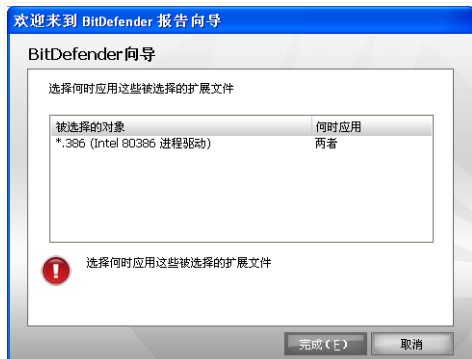 欢迎来到 BitDefender 报告向导
BitDefender向导
选择何时应用这些被选择的扩展文件
被选择的对象 何时应用
*.386 (Intel 80386 进程驱动) 两者
选择何时应用这些被选择的扩展文件
完成(F) 取消